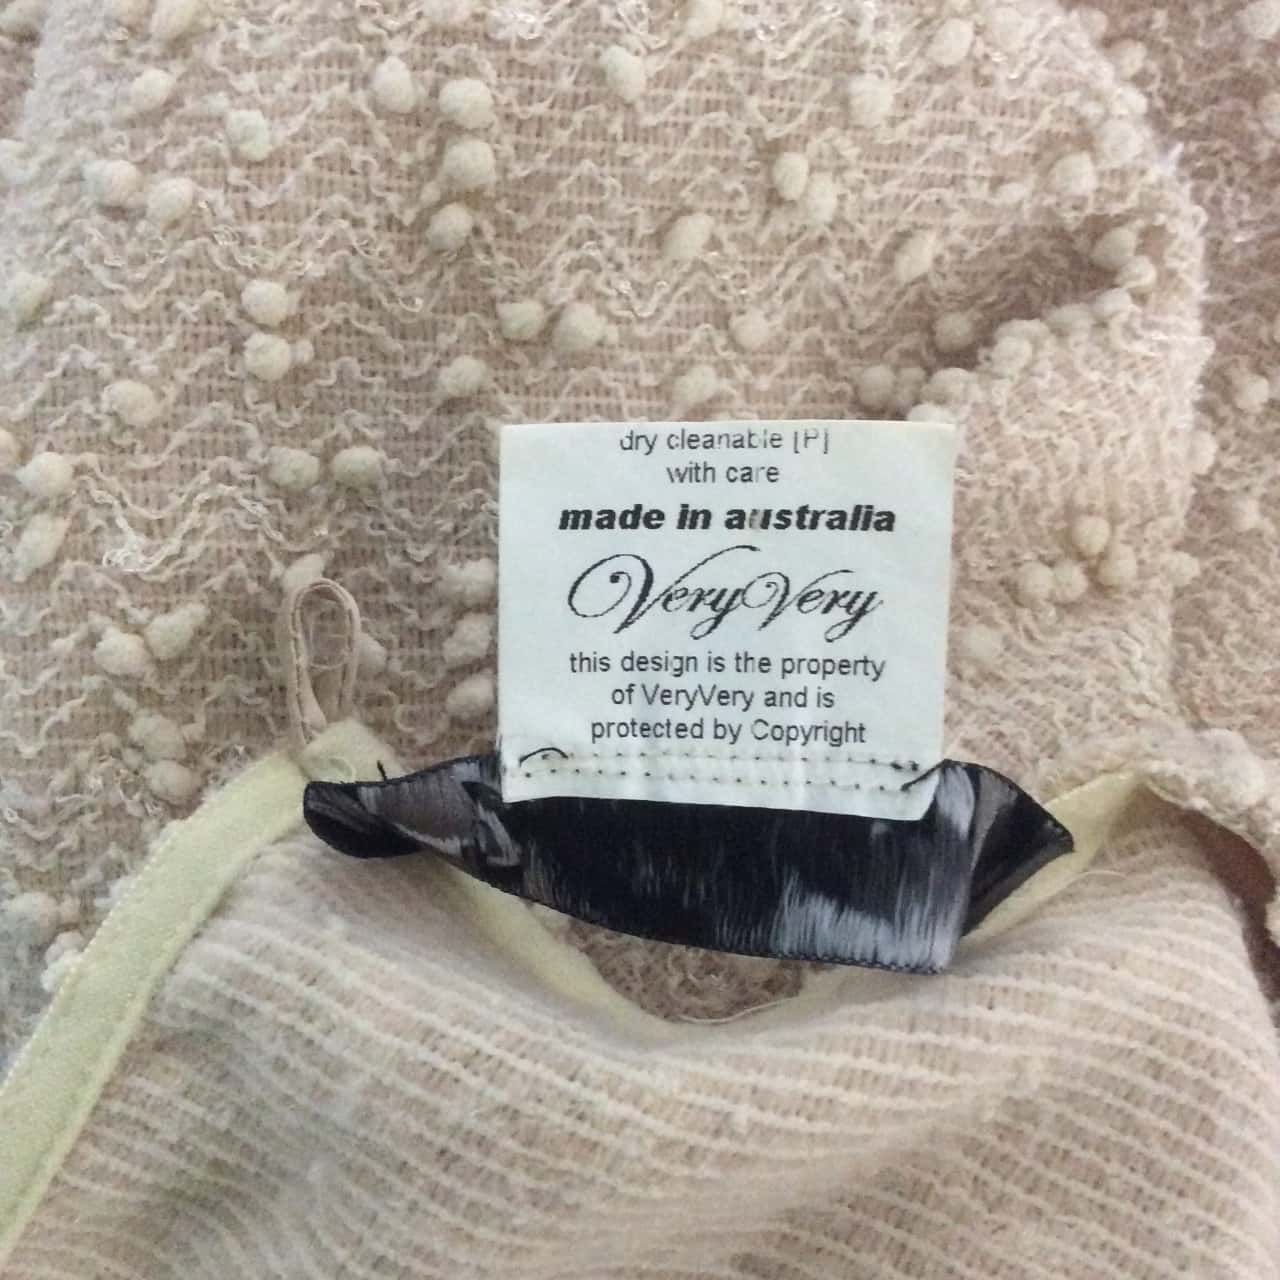 dry cleanable [P]
with care
made in australia
VeryVery
this design is the property
of VeryVery and is
protected by Copyright